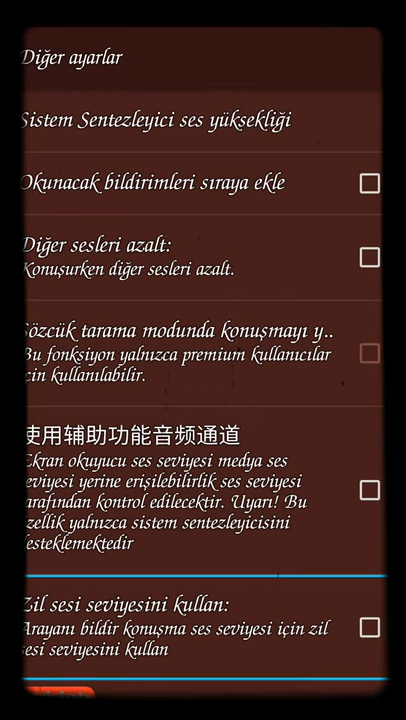 Diğer ayarlar
Sistem Sentezleyici ses yüksekliği
Okunacak bildirimleri sıraya ekle
Diğer sesleri azalt:
Konuşurken diğer sesleri azalt.
Sözcük tarama modunda konuşmayı y..
Bu fonksiyon yalnızca premium kullanıcılar
için kullanılabilir.
使用辅助功能音频通道
Ekran okuyucu ses seviyesi medya ses
seviyesi yerine erişilebilirlik ses seviyesi
tarafından kontrol edilecektir. Uyarı! Bu
özellik yalnızca sistem sentezleyicisini
desteklemektedir
Zil sesi seviyesini kullan:
Arayanı bildir konuşma ses seviyesi için zil
sesi seviyesini kullan